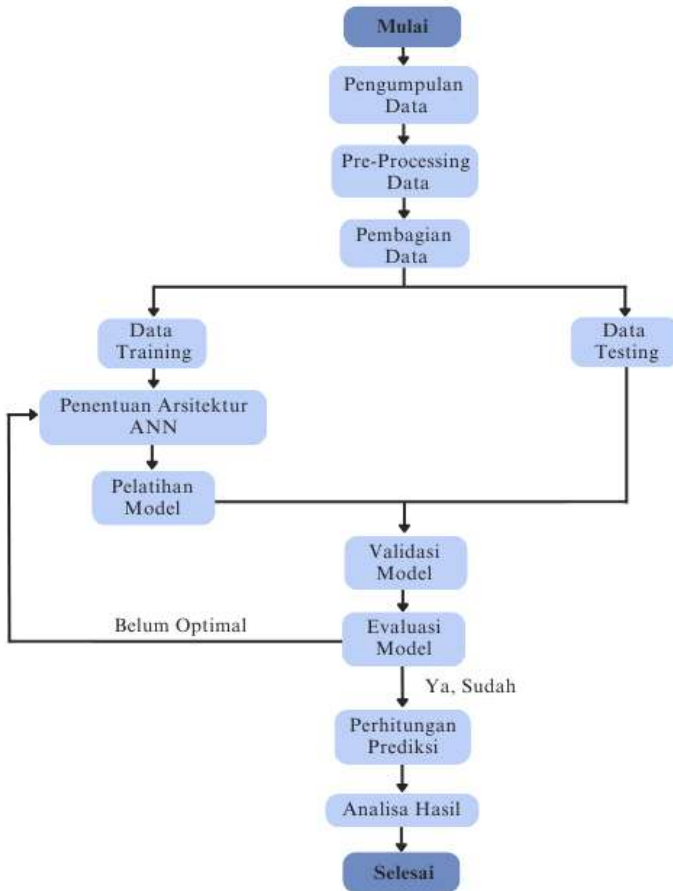 Mulai
Pengumpulan
Data
Pre-Processing
Data
Pembagian
Data
Data
Training
Data
Testing
Penentuan Arsitektur
ANN
Pelatihan
Model
Validasi
Model
Belum Optimal
Evaluasi
Model
Ya, Sudah
Perhitungan
Prediksi
Analisa Hasil
Selesai